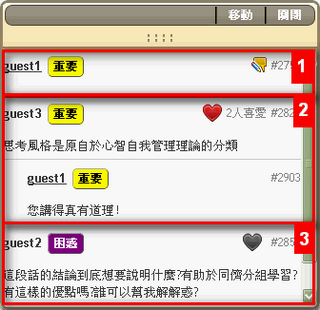 移動 關閉
guest1 重要
1
guest3 重要 2人喜愛 #282
2
思考風格是原自於心智自我管理理論的分類
guest1 重要 #2903
您講得真有道理！
guest2 困惑 #285
3
這段話的結論到底想要說明什麼?有助於同儕分組學習?
有這樣的優點嗎?誰可以幫我解解惑?